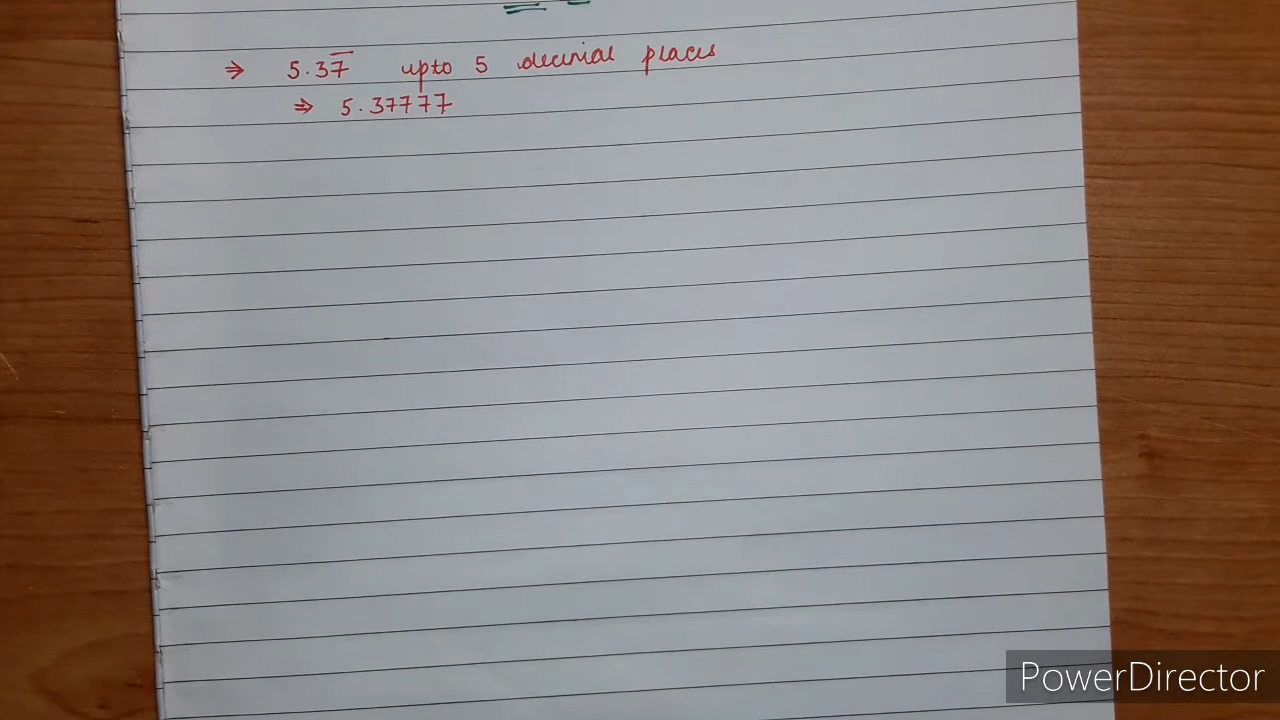 ⇒ 5.37̅ upto 5 decimal places
⇒ 5.37777
PowerDirector